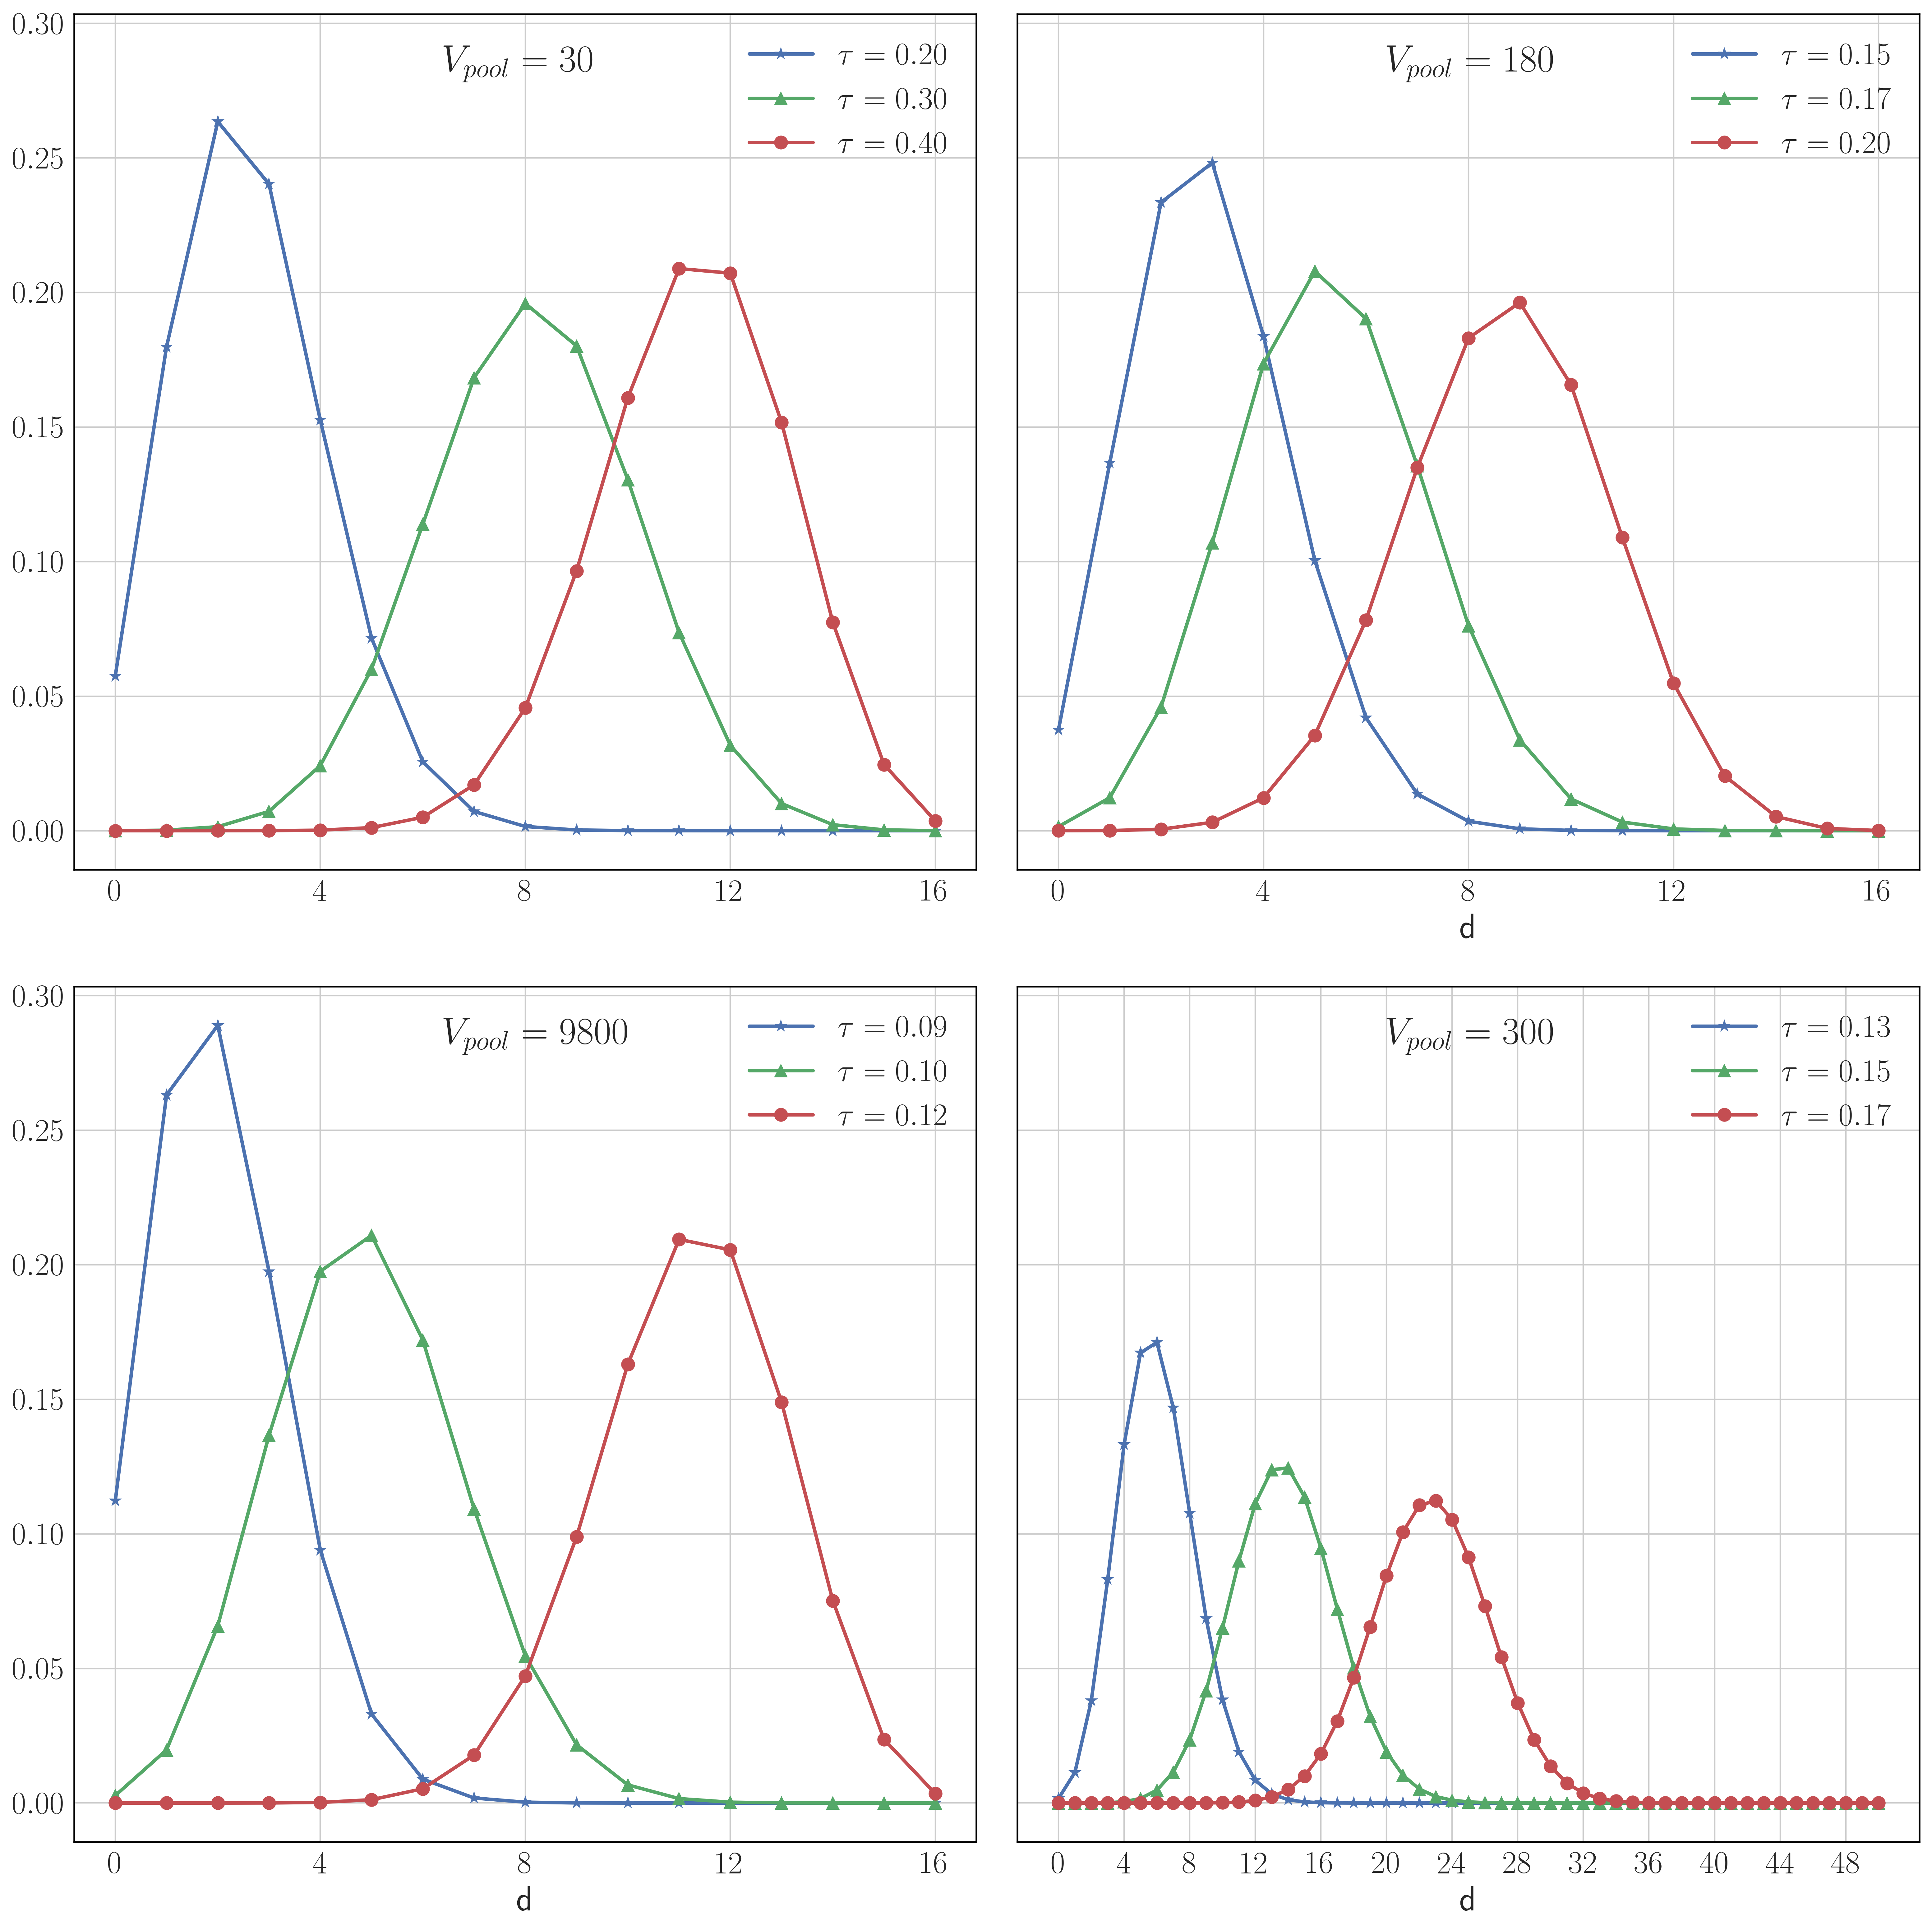 V_pool = 30
τ = 0.20
τ = 0.30
τ = 0.40
0.30
0.25
0.20
0.15
0.10
0.05
0.00
0 4 8 12 16
V_pool = 180
τ = 0.15
τ = 0.17
τ = 0.20
0 4 8 12 16
d
V_pool = 9800
τ = 0.09
τ = 0.10
τ = 0.12
0.30
0.25
0.20
0.15
0.10
0.05
0.00
0 4 8 12 16
d
V_pool = 300
τ = 0.13
τ = 0.15
τ = 0.17
0 4 8 12 16 20 24 28 32 36 40 44 48
d